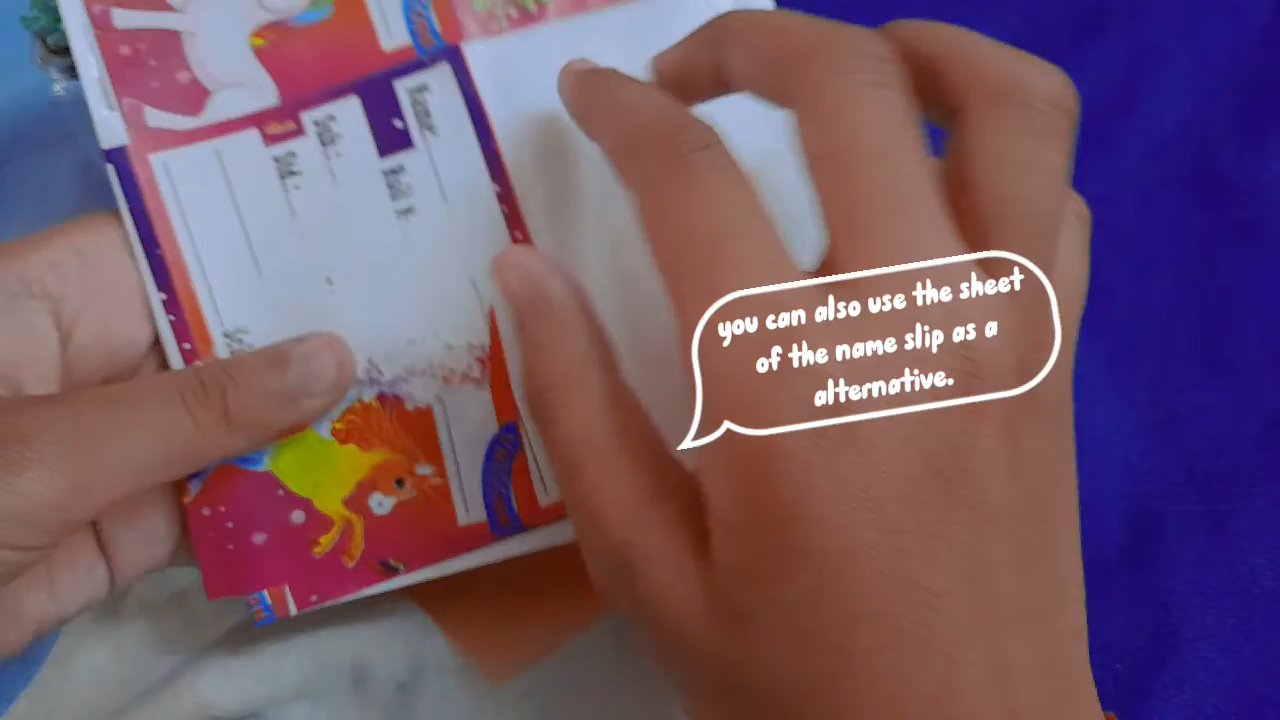 Name:
Roll N
Sub.:
Std.:
you can also use the sheet
of the name slip as a
alternative.